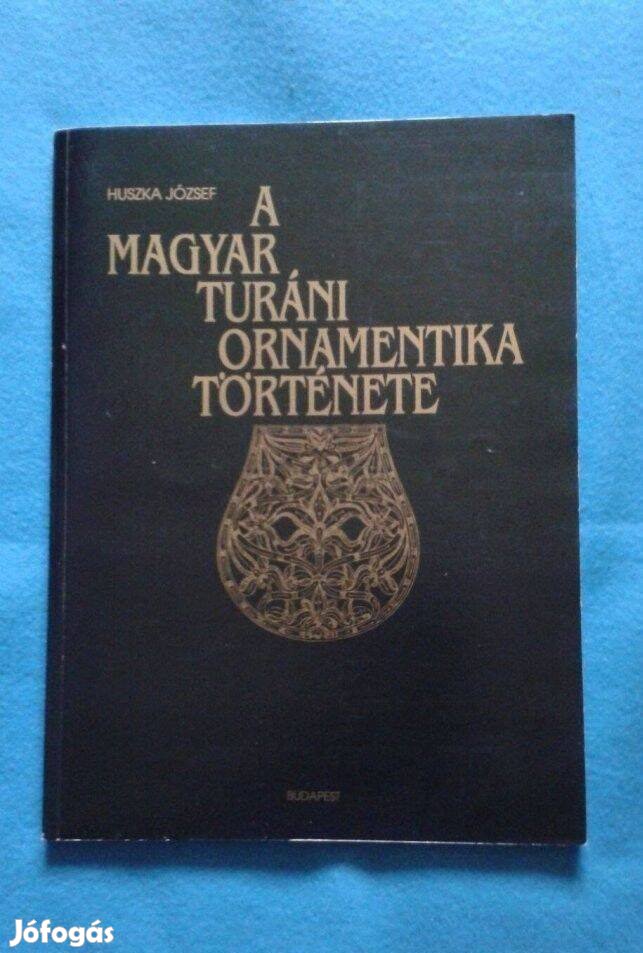 HUSZKA JÓZSEF
A
MAGYAR
TURÁNI
ORNAMENTIKA
TÖRTÉNETE
BUDAPEST
Jófogás